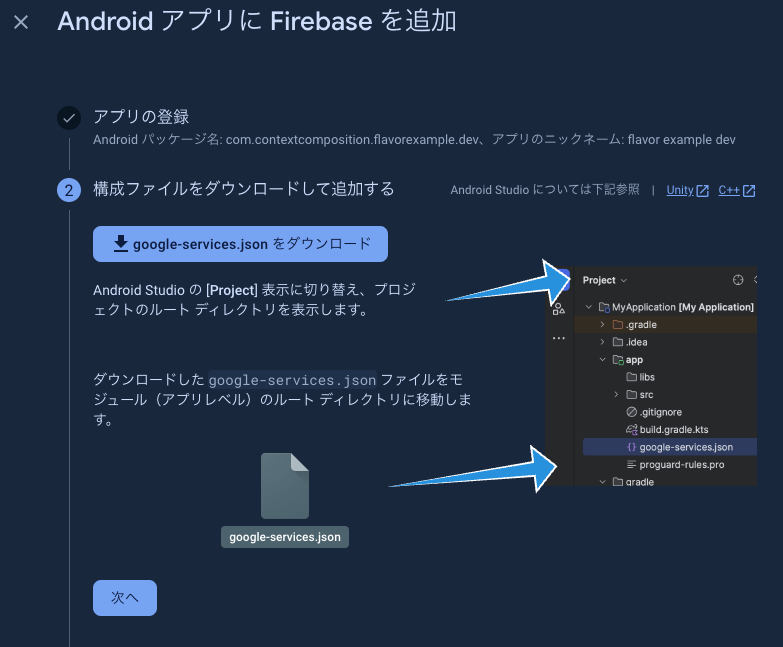 Android アプリに Firebase を追加
アプリの登録
Android パッケージ名: com.contextcomposition.flavorexample.dev、アプリのニックネーム: flavor example dev
2
構成ファイルをダウンロードして追加する
Android Studio については下記参照 | Unity C++
google-services.json をダウンロード
Android Studio の [Project] 表示に切り替え、プロジ
ェクトのルート ディレクトリを表示します。
ダウンロードした google-services.json ファイルをモ
ジュール（アプリレベル）のルート ディレクトリに移動しま
す。
google-services.json
Project
MyApplication [My Application]
.gradle
.idea
app
libs
src
.gitignore
build.gradle.kts
google-services.json
proguard-rules.pro
gradle
次へ